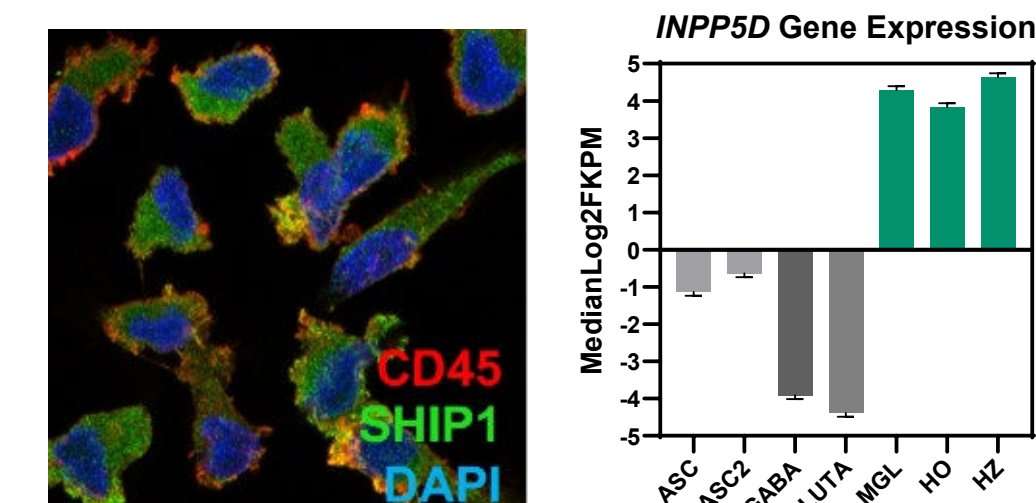 CD45
SHIP1
DAPI
INPP5D Gene Expression
MedianLog2FKPM
5
4
3
2
1
0
-1
-2
-3
-4
-5
ASC
ASC2
GABA
LUTA
MGL
HO
HZ